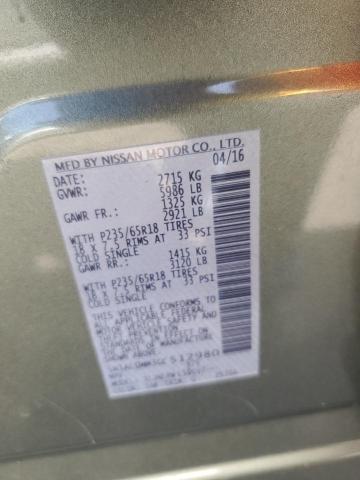 MFD BY NISSAN MOTOR CO., LTD.
DATE: 04/16
GVWR: 2715 KG
5986 LB
GAWR FR.: 1325 KG
2921 LB
WITH P235/65R18 TIRES
18 X 7.5 RIMS AT 33 PSI
COLD SINGLE
GAWR RR.: 1415 KG
3120 LB
WITH P235/65R18 TIRES
18 X 7.5 RIMS AT 33 PSI
COLD SINGLE
THIS VEHICLE CONFORMS TO
ALL APPLICABLE FEDERAL
MOTOR VEHICLE SAFETY
STANDARDS IN EFFECT ON THE
DATE OF MANUFACTURE
512980